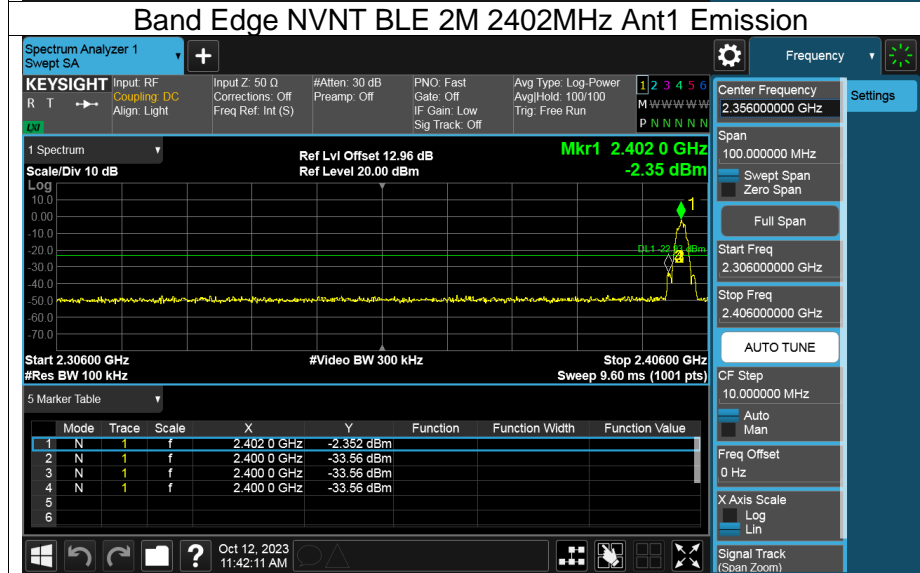 Band Edge NVNT BLE 2M 2402MHz Ant1 Emission
Spectrum Analyzer 1
Swept SA
+
Frequency
Settings
KEYSIGHT
R T
LXI
Input: RF
Coupling: DC
Align: Light
Input Z: 50 Ω
Corrections: Off
Freq Ref: Int (S)
#Atten: 30 dB
Preamp: Off
PNO: Fast
Gate: Off
IF Gain: Low
Sig Track: Off
Avg Type: Log-Power
Avg|Hold: 100/100
Trig: Free Run
1 2 3 4 5 6
M W W W W W
P N N N N N
1 Spectrum
Scale/Div 10 dB
Ref Lvl Offset 12.96 dB
Ref Level 20.00 dBm
Mkr1 2.402 0 GHz
-2.35 dBm
Log
10.0
0.00
-10.0
-20.0
-30.0
-40.0
-50.0
-60.0
-70.0
1
Start 2.30600 GHz
#Video BW 300 kHz
Stop 2.40600 GHz
#Res BW 100 kHz
Sweep 9.60 ms (1001 pts)
5 Marker Table
Mode Trace Scale X Y Function Function Width Function Value
1 N 1 f 2.402 0 GHz -2.352 dBm
2 N 1 f 2.400 0 GHz -33.56 dBm
3 N 1 f 2.400 0 GHz -33.56 dBm
4 N 1 f 2.400 0 GHz -33.56 dBm
5
6
?
Oct 12, 2023
11:42:11 AM
Center Frequency
2.356000000 GHz
Span
100.000000 MHz
Swept Span
Zero Span
Full Span
Start Freq
2.306000000 GHz
Stop Freq
2.406000000 GHz
AUTO TUNE
CF Step
10.000000 MHz
Auto
Man
Freq Offset
0 Hz
X Axis Scale
Log
Lin
Signal Track
(Span Zoom)